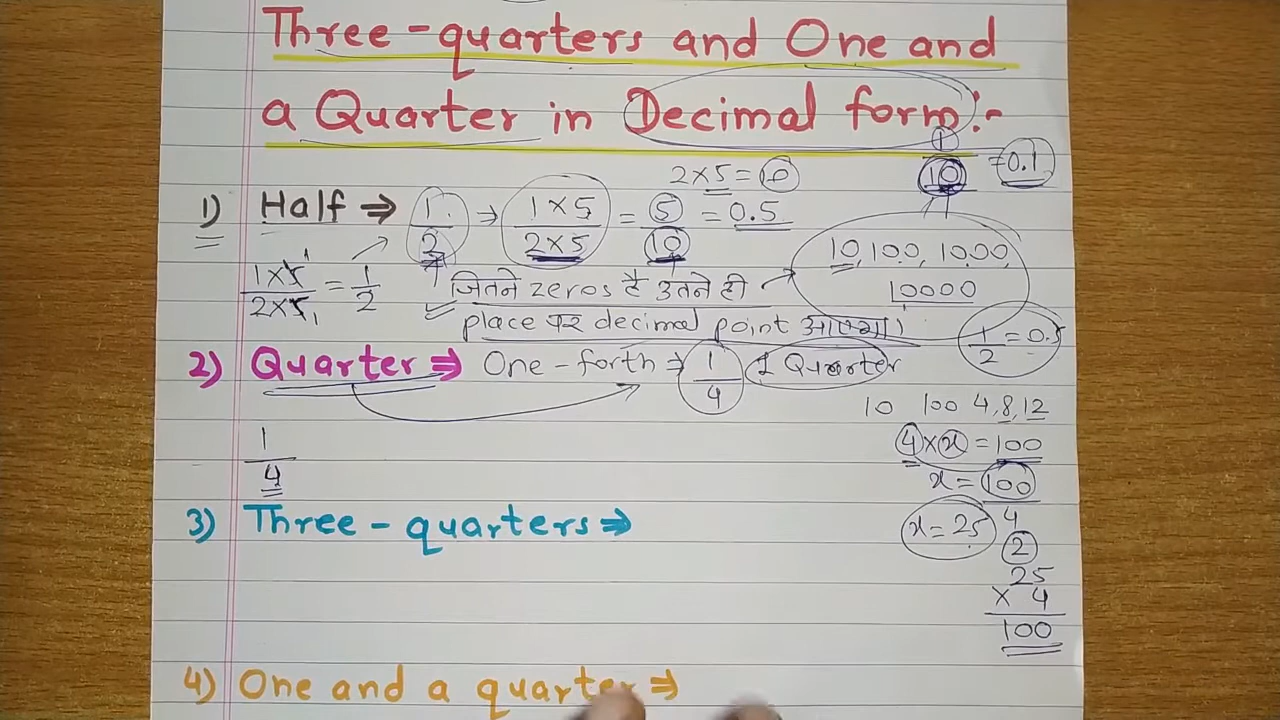 Three-quarters and One and
a Quarter in Decimal form:-
1/10 = 0.1
2×5=10
1) Half ⇒ 1/2 → 1×5/2×5 = 5/10 = 0.5
10, 100, 1000,
10000
1×5/2×5 = 1/2
जितने zeros है उतने ही
place पर decimal point आएगा।
1/2 = 0.5
2) Quarter ⇒ One-forth ⇒ 1/4 Quarter
10 100 4,8,12
1/4
4×x=100
x=100/4
x=25
3) Three-quarters ⇒
2
25
× 4
100
4) One and a quarter ⇒